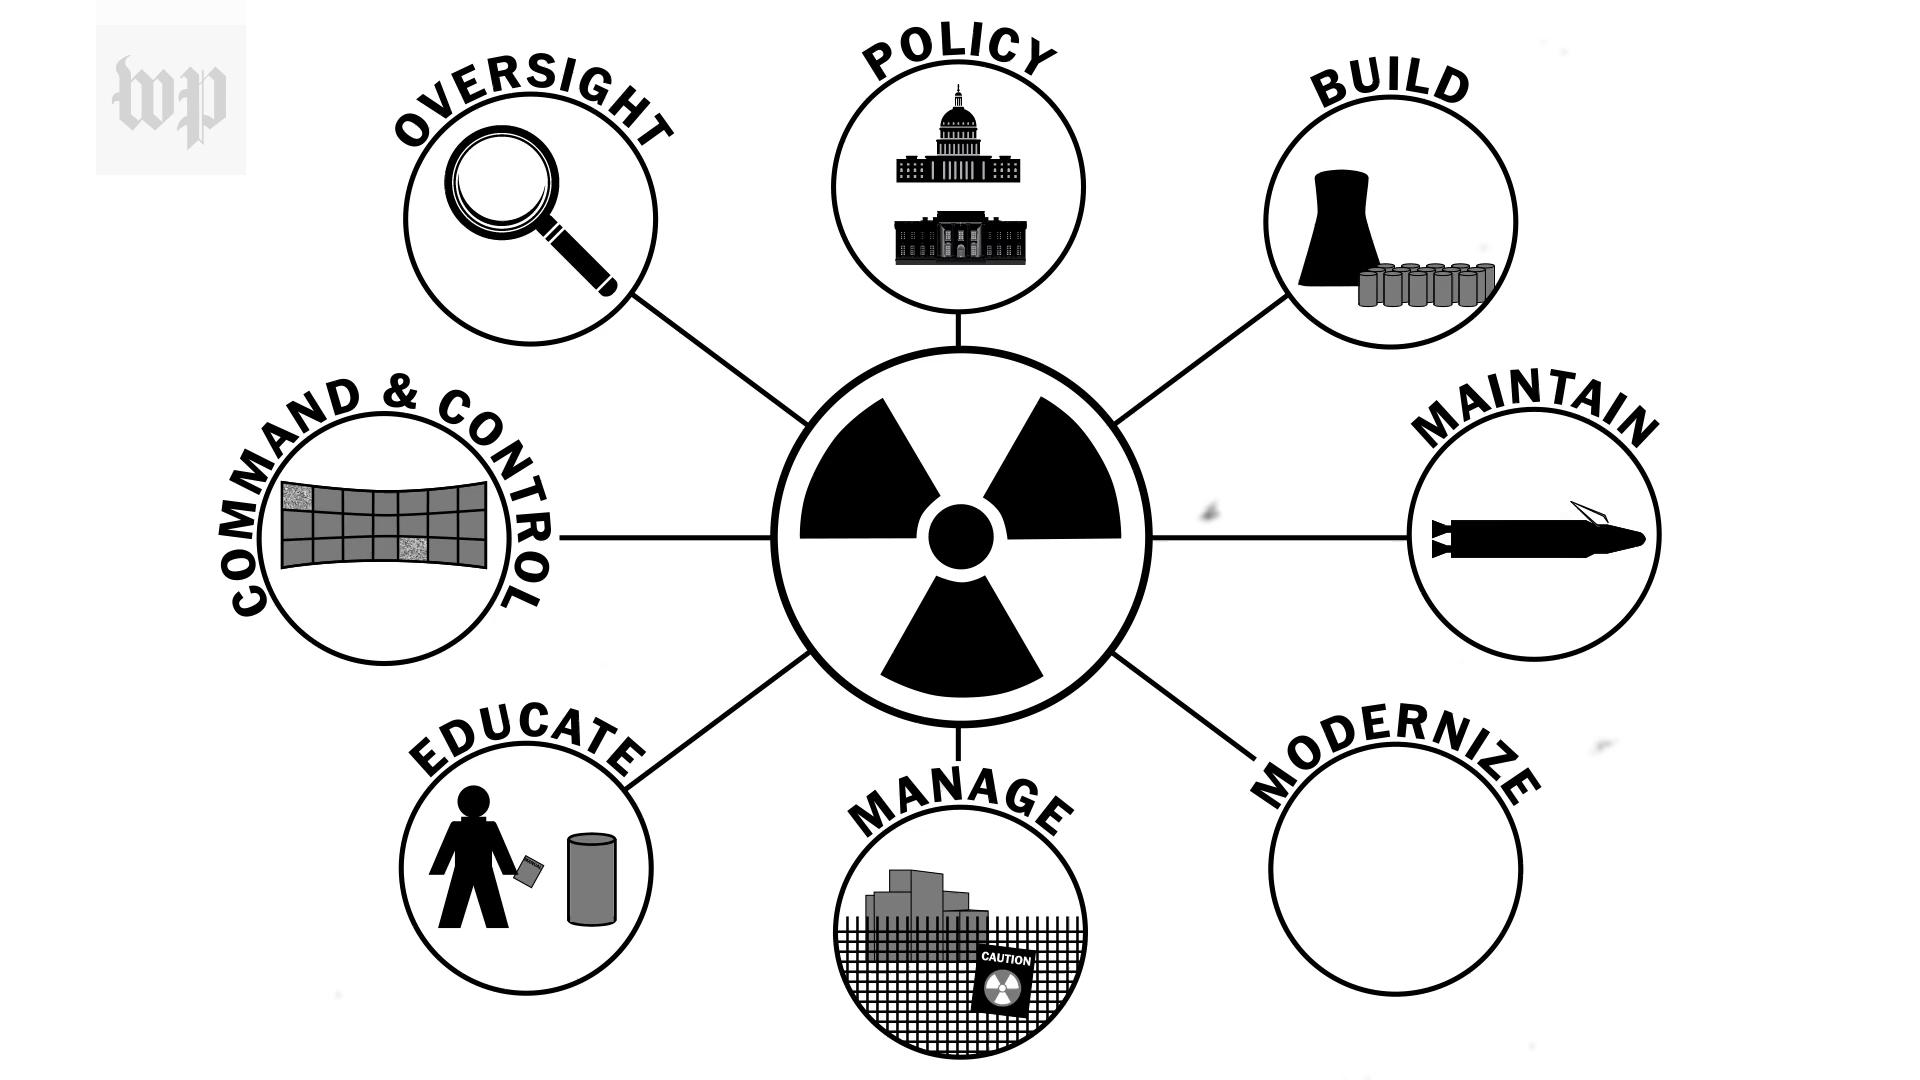 wp
OVERSIGHT
POLICY
BUILD
COMMAND & CONTROL
MAINTAIN
EDUCATE
MANAGE
MODERNIZE
CAUTION